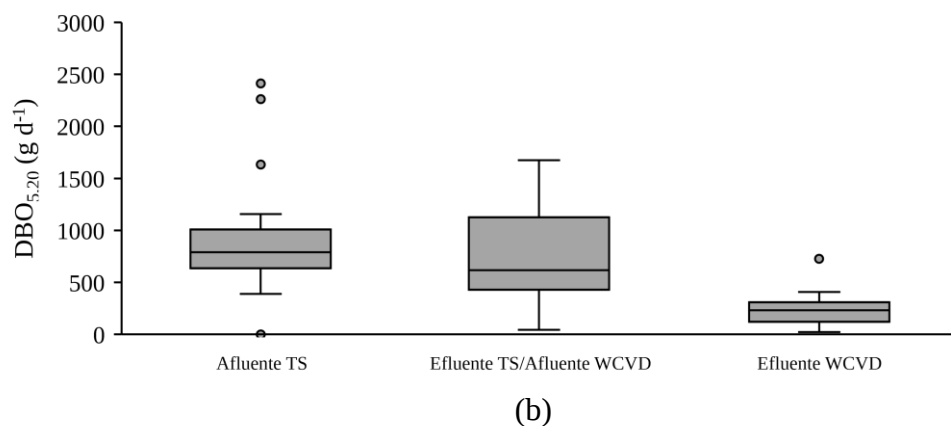 3000
2500
2000
1500
1000
500
0
DBO5.20 (g d-1)
Afluente TS
Efluente TS/Afluente WCVD
Efluente WCVD
(b)